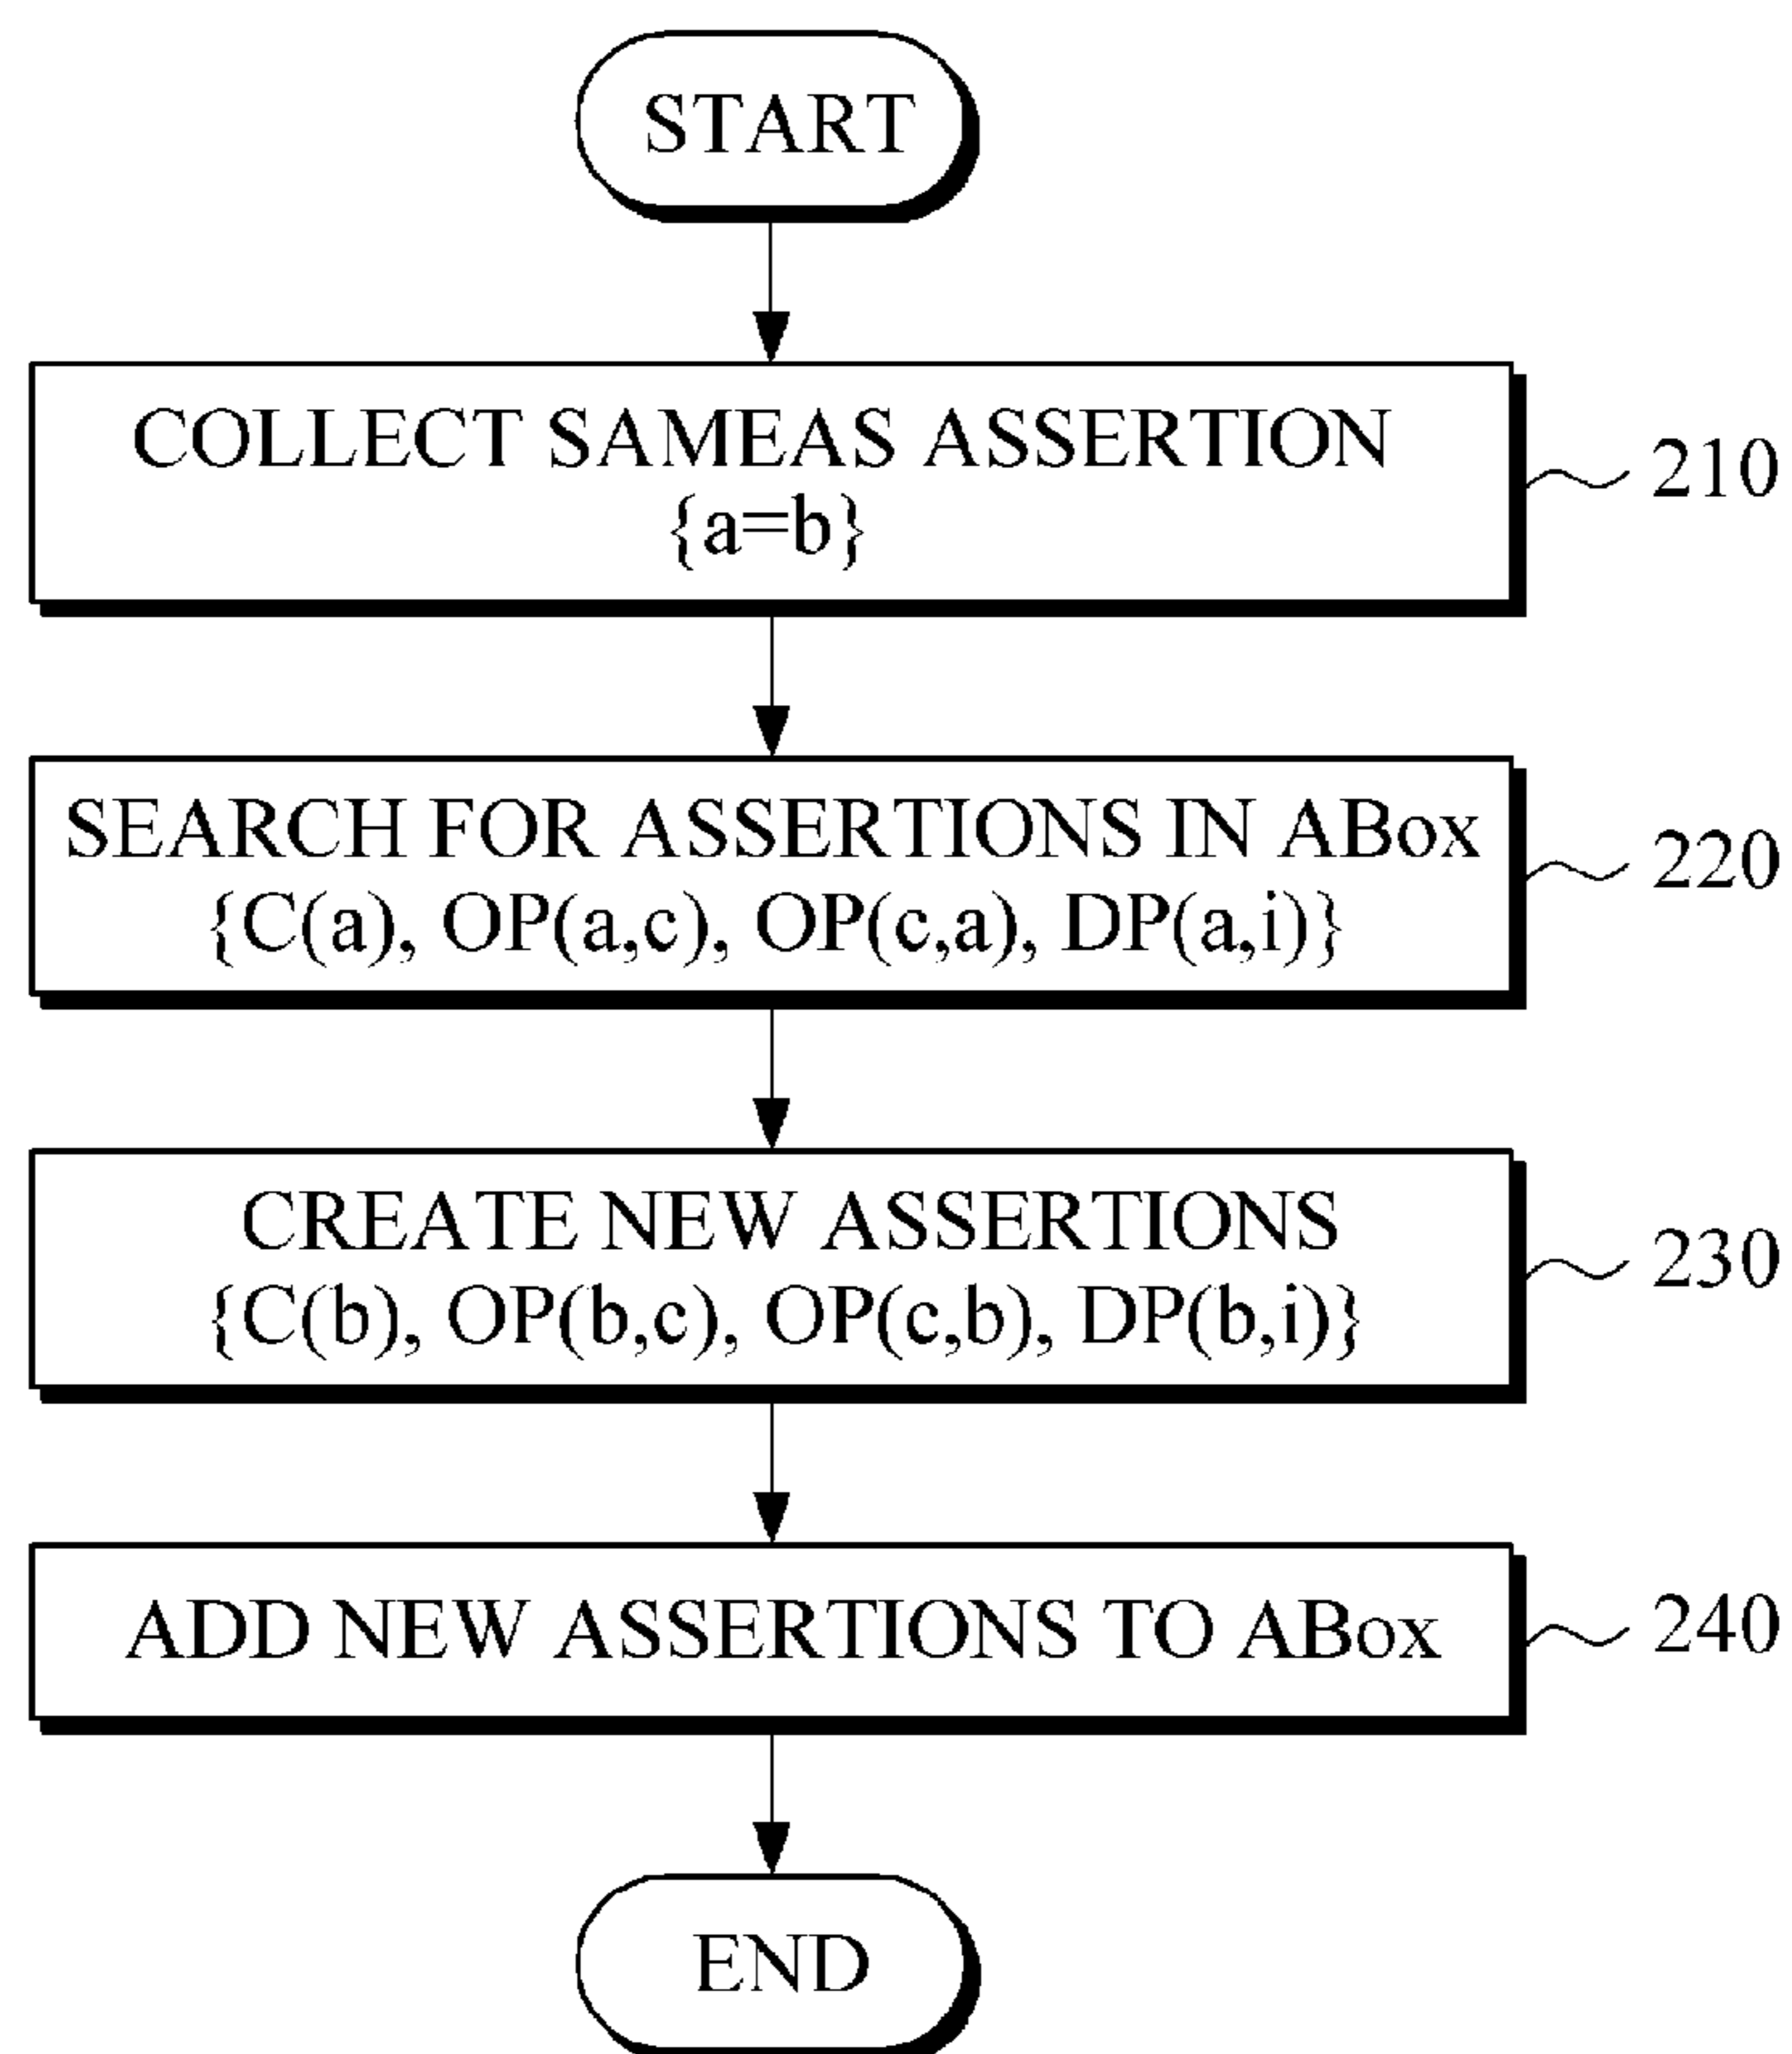 START
COLLECT SAMEAS ASSERTION
{a=b}
210
SEARCH FOR ASSERTIONS IN ABox
{C(a), OP(a,c), OP(c,a), DP(a,i)}
220
CREATE NEW ASSERTIONS
{C(b), OP(b,c), OP(c,b), DP(b,i)}
230
ADD NEW ASSERTIONS TO ABox
240
END